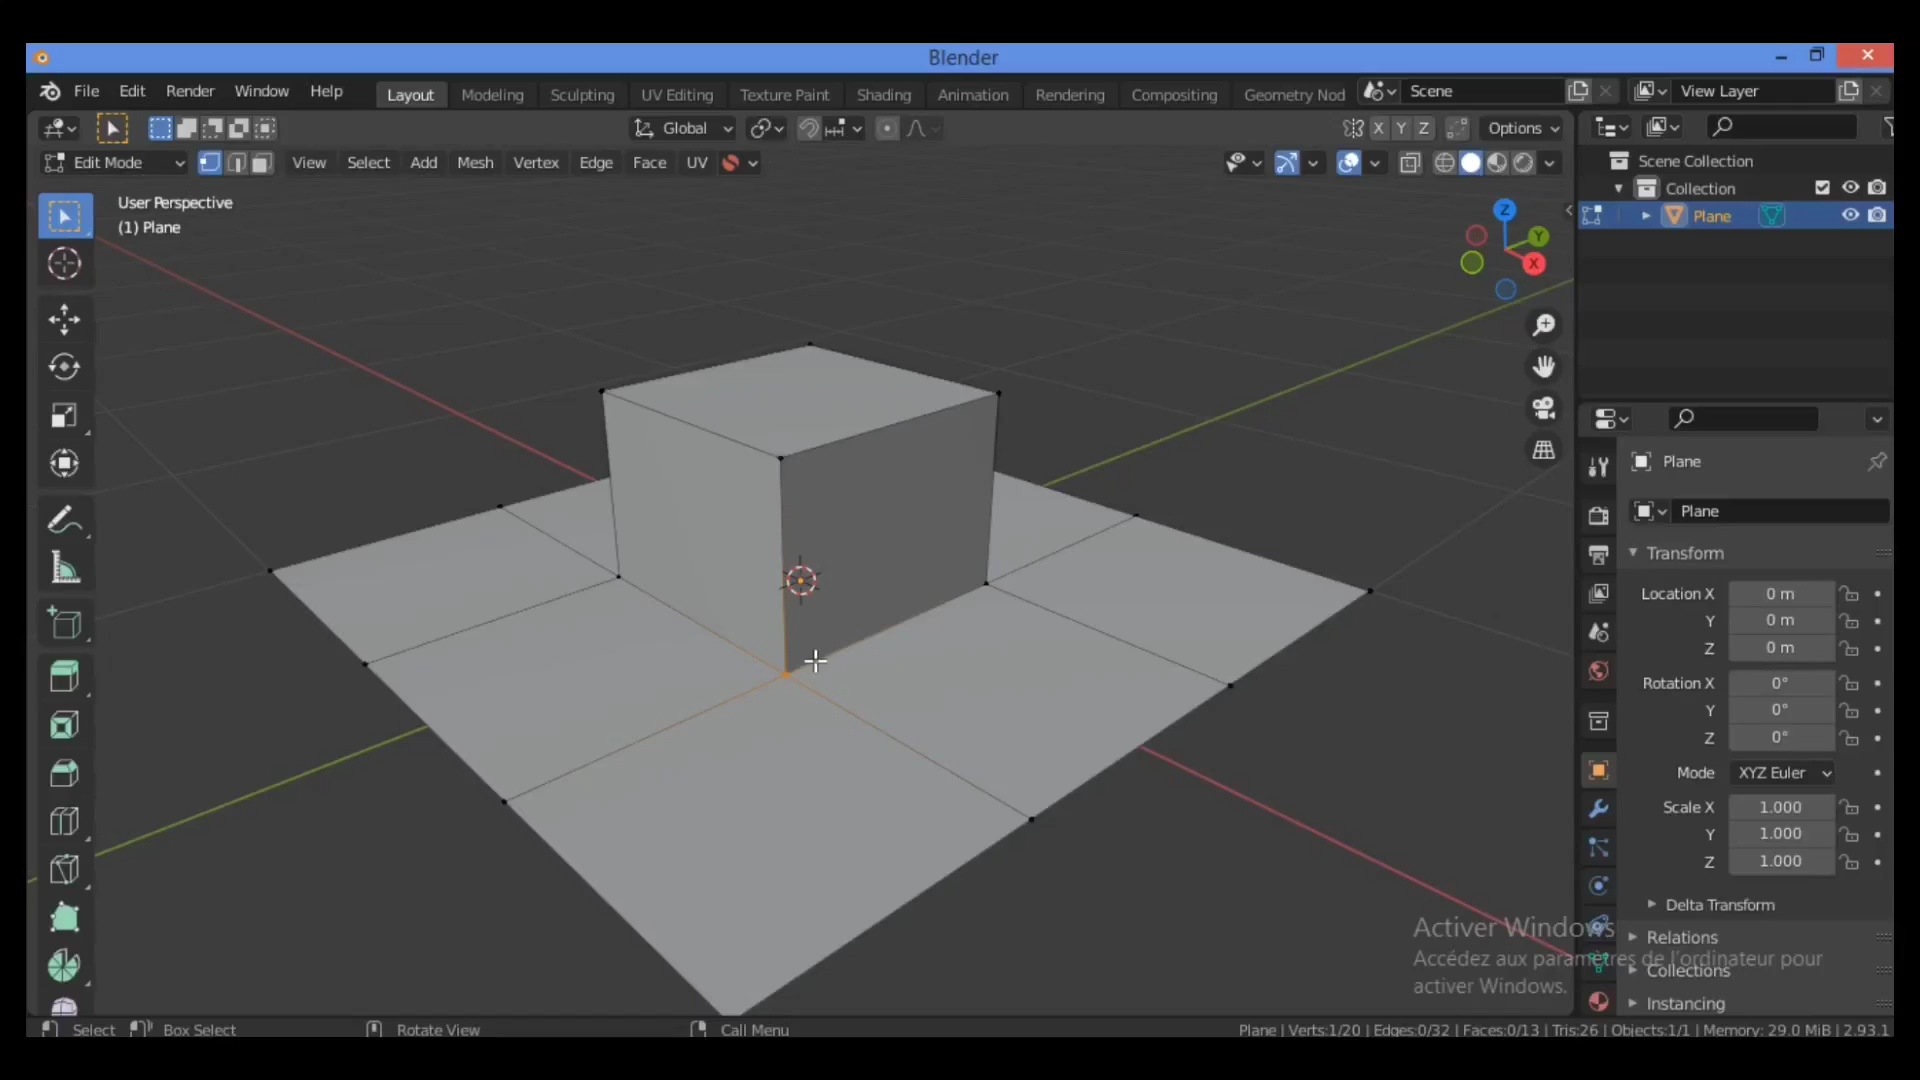 Blender
File Edit Render Window Help Layout Modeling Sculpting UV Editing Texture Paint Shading Animation Rendering Compositing Geometry Nod Scene View Layer
Global X Y Z Options
Edit Mode View Select Add Mesh Vertex Edge Face UV
Scene Collection
Collection
Plane
User Perspective
(1) Plane
Z
Y
X
Plane
Plane
Transform
Location X 0 m
Y 0 m
Z 0 m
Rotation X 0°
Y 0°
Z 0°
Mode XYZ Euler
Scale X 1.000
Y 1.000
Z 1.000
Delta Transform
Relations
Collections
Instancing
Activer Windows
Accédez aux paramètres de l'ordinateur pour
activer Windows.
Select Box Select Rotate View Call Menu Plane | Verts:1/20 | Edges:0/32 | Faces:0/13 | Tris:26 | Objects:1/1 | Memory: 29.0 MiB | 2.93.1